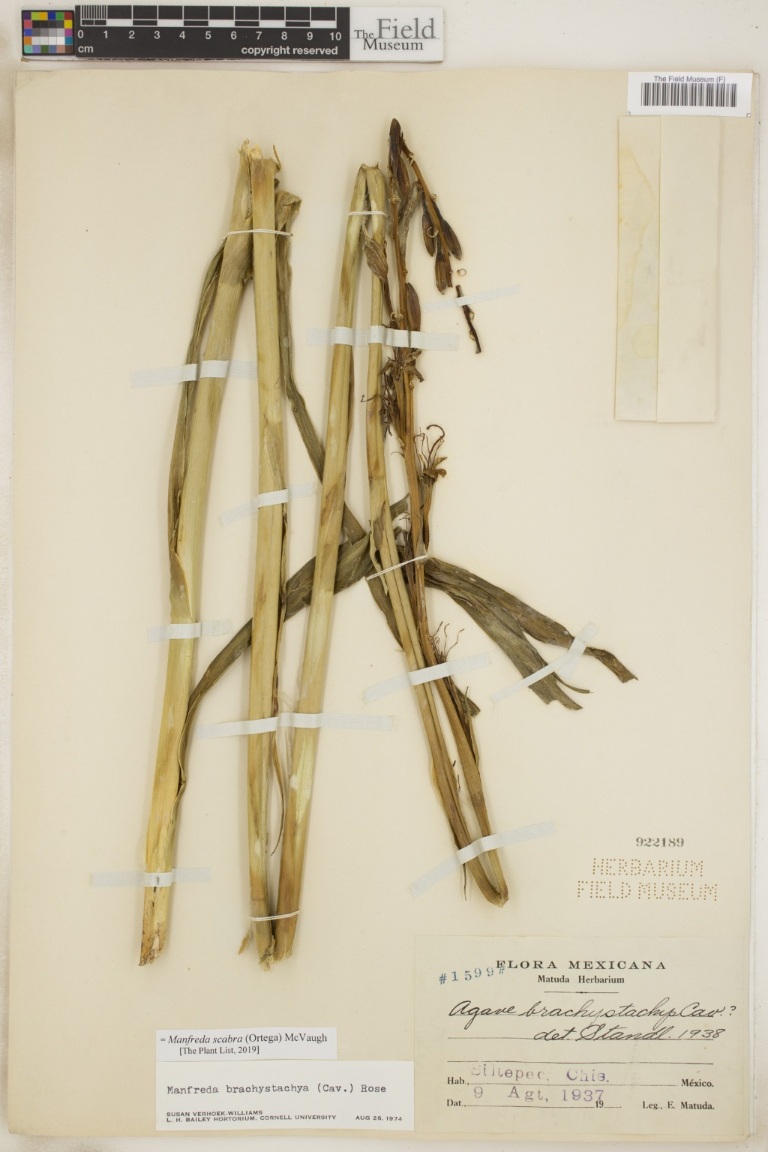 0 1 2 3 4 5 6 7 8 9 10
cm copyright reserved
The Field
Museum
The Field Museum (F)
922189
HERBARIUM
FIELD MUSEUM
#1599#
FLORA MEXICANA
Matuda Herbarium
Agave brachystachys Cav.?
det. Standl. 1938
Hab. Siltepec, Chis. México.
Dat. 9 Agt, 1937 19 Leg., E. Matuda.
= Manfreda scabra (Ortega) McVaugh
[The Plant List, 2019]
Manfreda brachystachya (Cav.) Rose
SUSAN VERHOEK-WILLIAMS
L. H. BAILEY HORTORIUM, CORNELL UNIVERSITY AUG 28, 1974